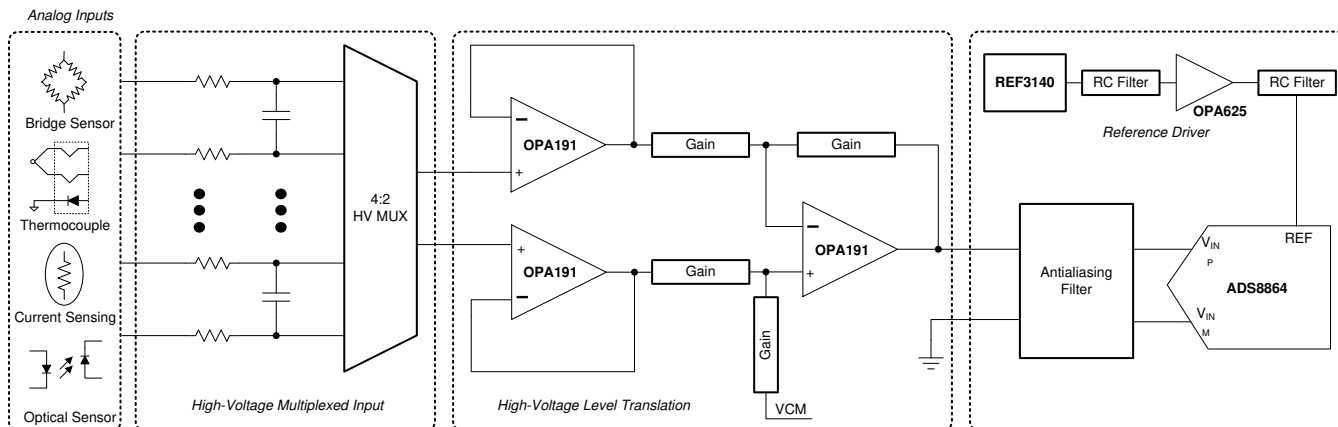 Analog Inputs
Bridge Sensor
Thermocouple
Current Sensing
Optical Sensor
4:2
HV MUX
High-Voltage Multiplexed Input
OPA191
Gain
Gain
OPA191
OPA191
Gain
Gain
VCM
High-Voltage Level Translation
REF3140
RC Filter
OPA625
RC Filter
Reference Driver
Antialiasing
Filter
REF
VIN
P
ADS8864
VIN
M